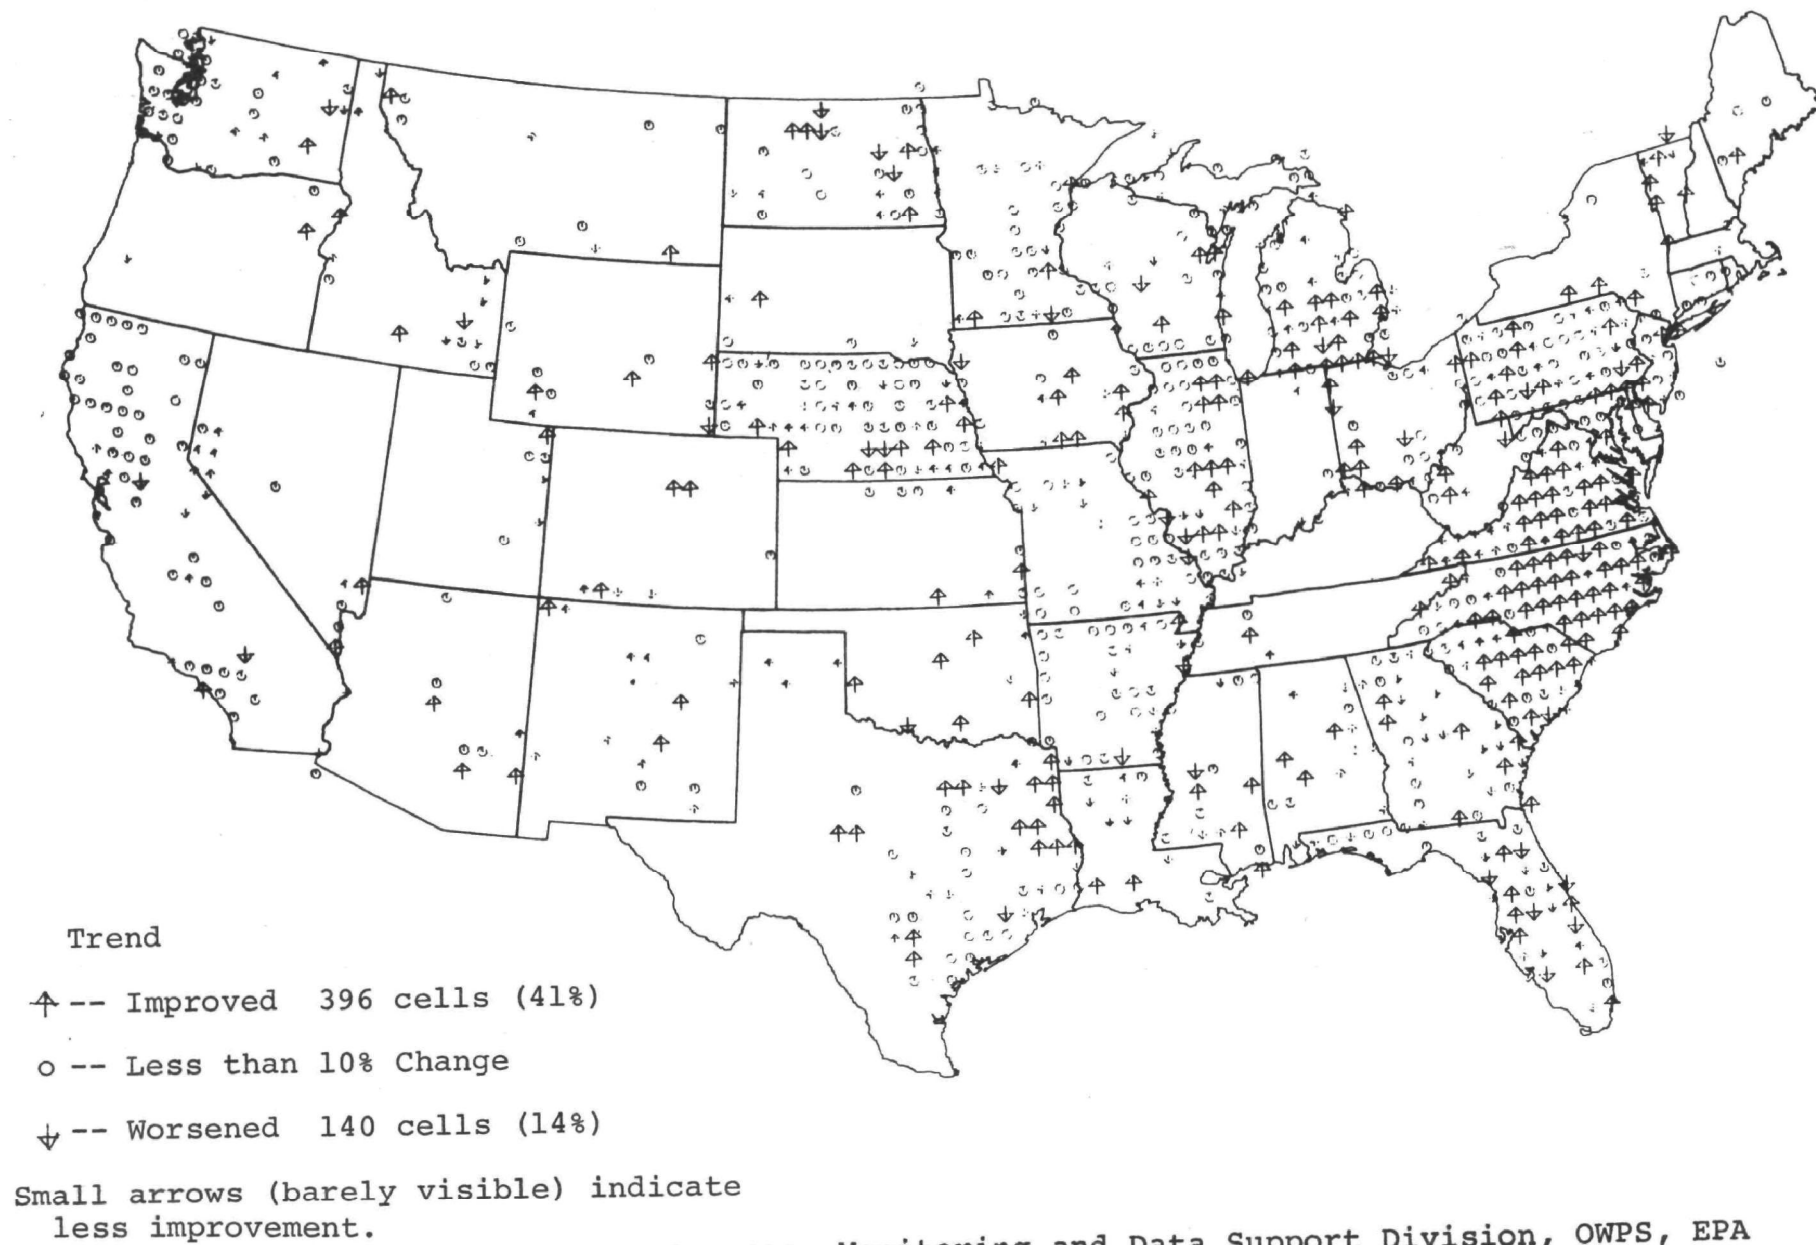 Trend
-- Improved 396 cells (41%)
-- Less than 10% Change
-- Worsened 140 cells (14%)
Small arrows (barely visible) indicate
less improvement.
Monitoring and Data Support Division, OWPS, EPA